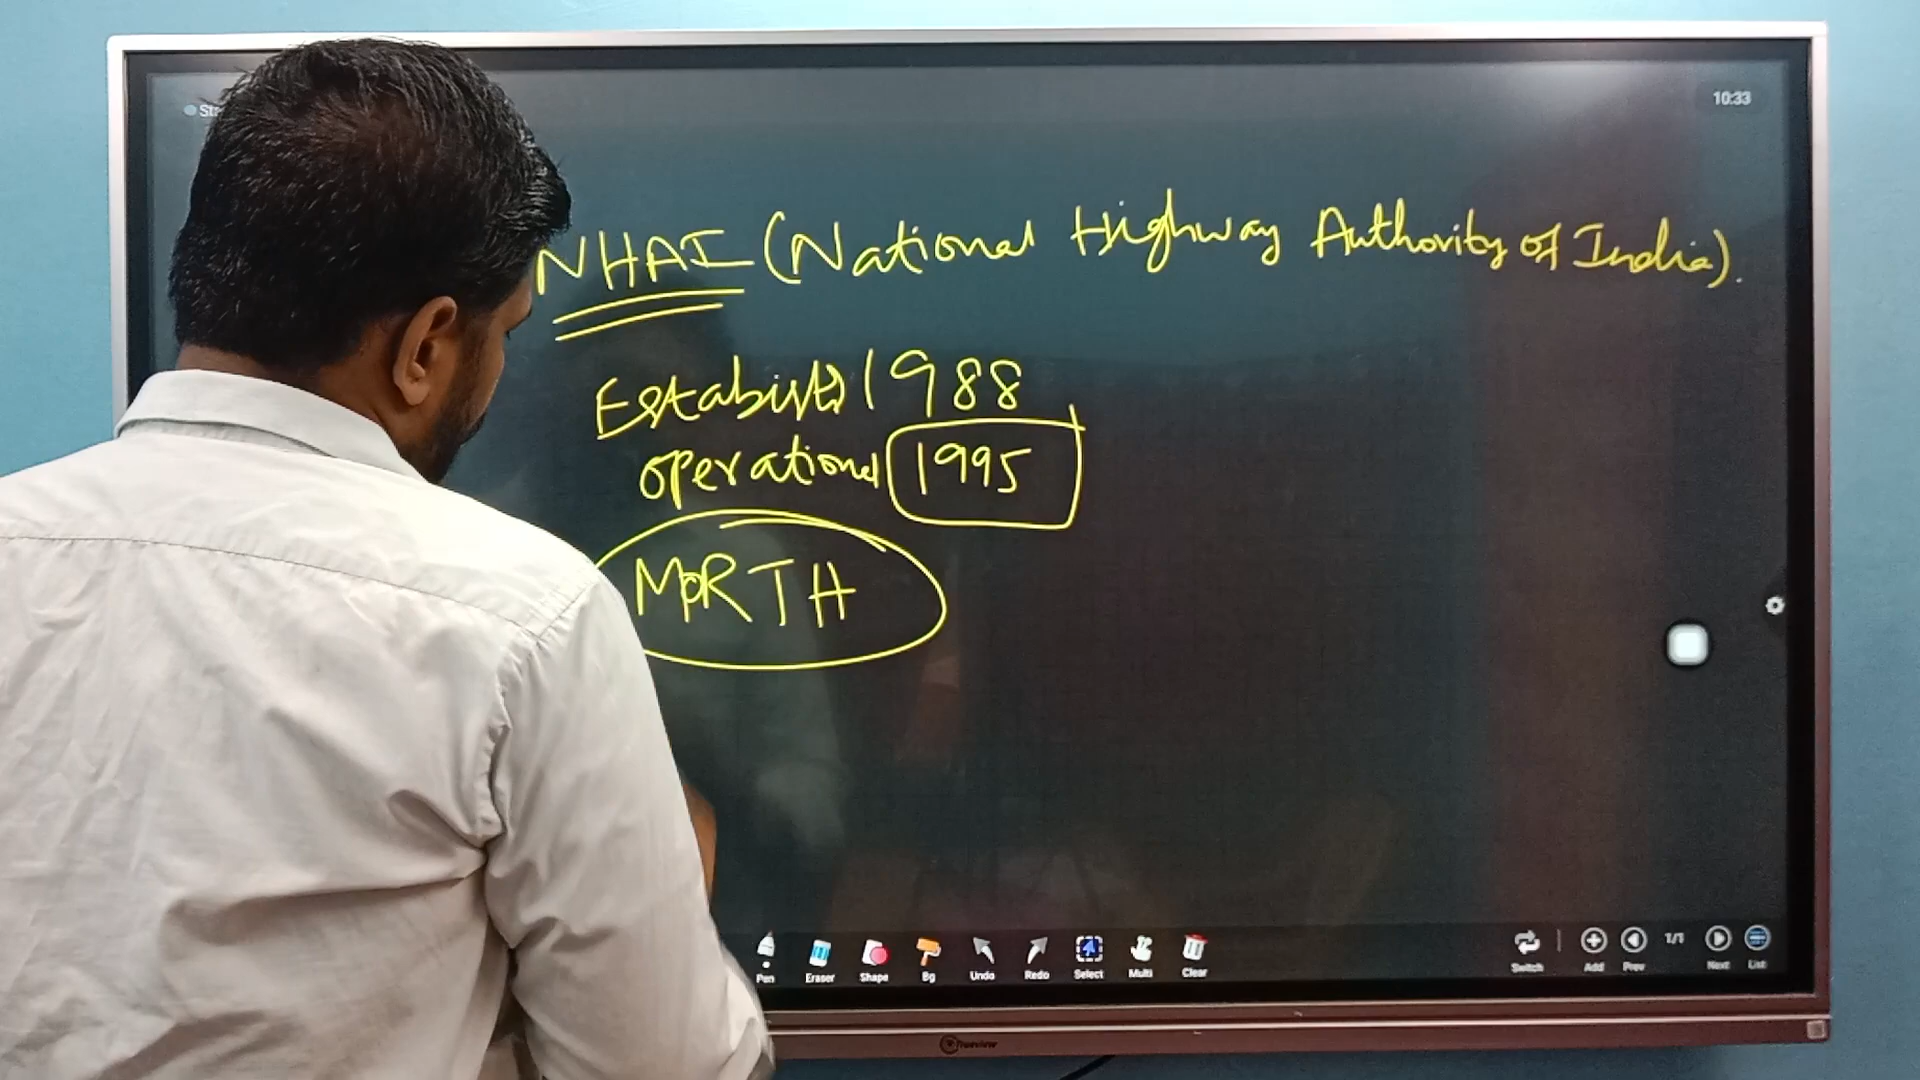 10:33
NHAI (National Highway Authority of India).
Establish 1988
operational 1995
MORTH
Pen Eraser Shape Bg Undo Redo Select Multi Clear Switch Add Prev 1/1 Next List